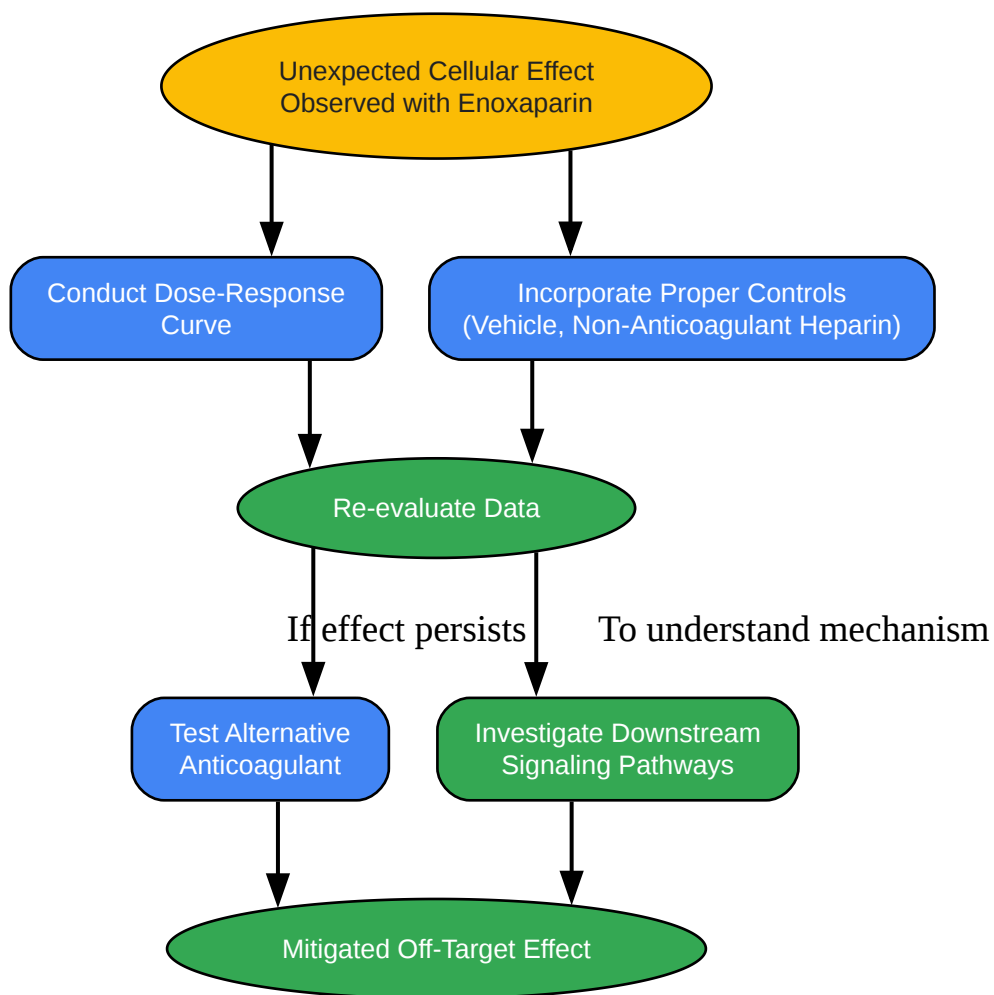 Unexpected Cellular Effect
Observed with Enoxaparin
Conduct Dose-Response
Curve
Incorporate Proper Controls
(Vehicle, Non-Anticoagulant Heparin)
Re-evaluate Data
If effect persists
To understand mechanism
Test Alternative
Anticoagulant
Investigate Downstream
Signaling Pathways
Mitigated Off-Target Effect